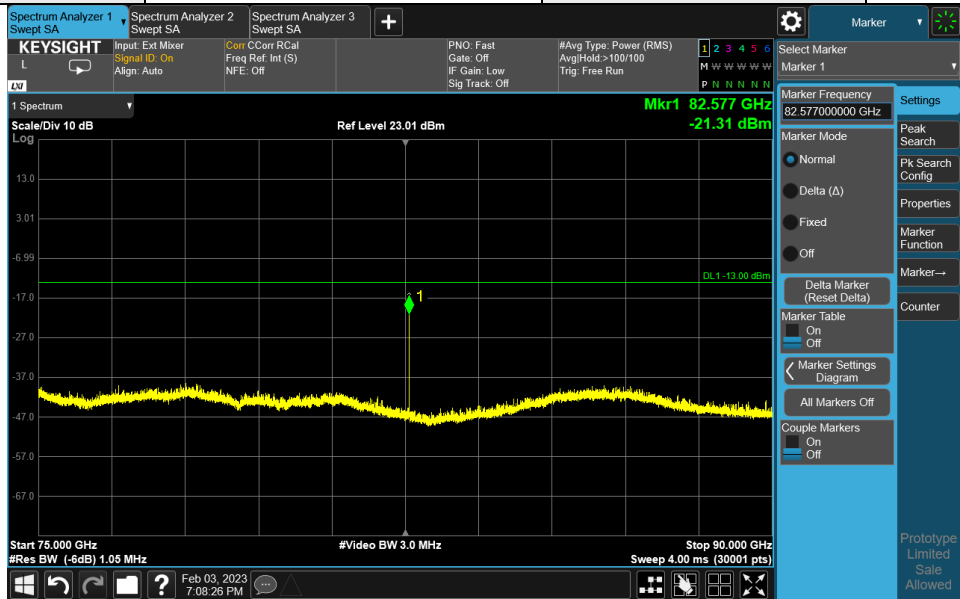 Spectrum Analyzer 1
Swept SA
Spectrum Analyzer 2
Swept SA
Spectrum Analyzer 3
Swept SA
Marker
KEYSIGHT
L
LXI
Input: Ext Mixer
Signal ID: On
Align: Auto
Corr CCorr RCal
Freq Ref: Int (S)
NFE: Off
PNO: Fast
Gate: Off
IF Gain: Low
Sig Track: Off
#Avg Type: Power (RMS)
Avg|Hold:>100/100
Trig: Free Run
1 2 3 4 5 6
M W W W W W
P N N N N N
Select Marker
Marker 1
1 Spectrum
Scale/Div 10 dB
Ref Level 23.01 dBm
Mkr1 82.577 GHz
-21.31 dBm
Log
13.0
3.01
-6.99
-17.0
-27.0
-37.0
-47.0
-57.0
-67.0
DL1 -13.00 dBm
1
Start 75.000 GHz
#Res BW (-6dB) 1.05 MHz
#Video BW 3.0 MHz
Stop 90.000 GHz
Sweep 4.00 ms (30001 pts)
Marker Frequency
82.577000000 GHz
Marker Mode
Normal
Delta (Δ)
Fixed
Off
Delta Marker
(Reset Delta)
Marker Table
On
Off
Marker Settings
Diagram
All Markers Off
Couple Markers
On
Off
Settings
Peak
Search
Pk Search
Config
Properties
Marker
Function
Marker→
Counter
Prototype
Limited
Sale
Allowed
?
Feb 03, 2023
7:08:26 PM